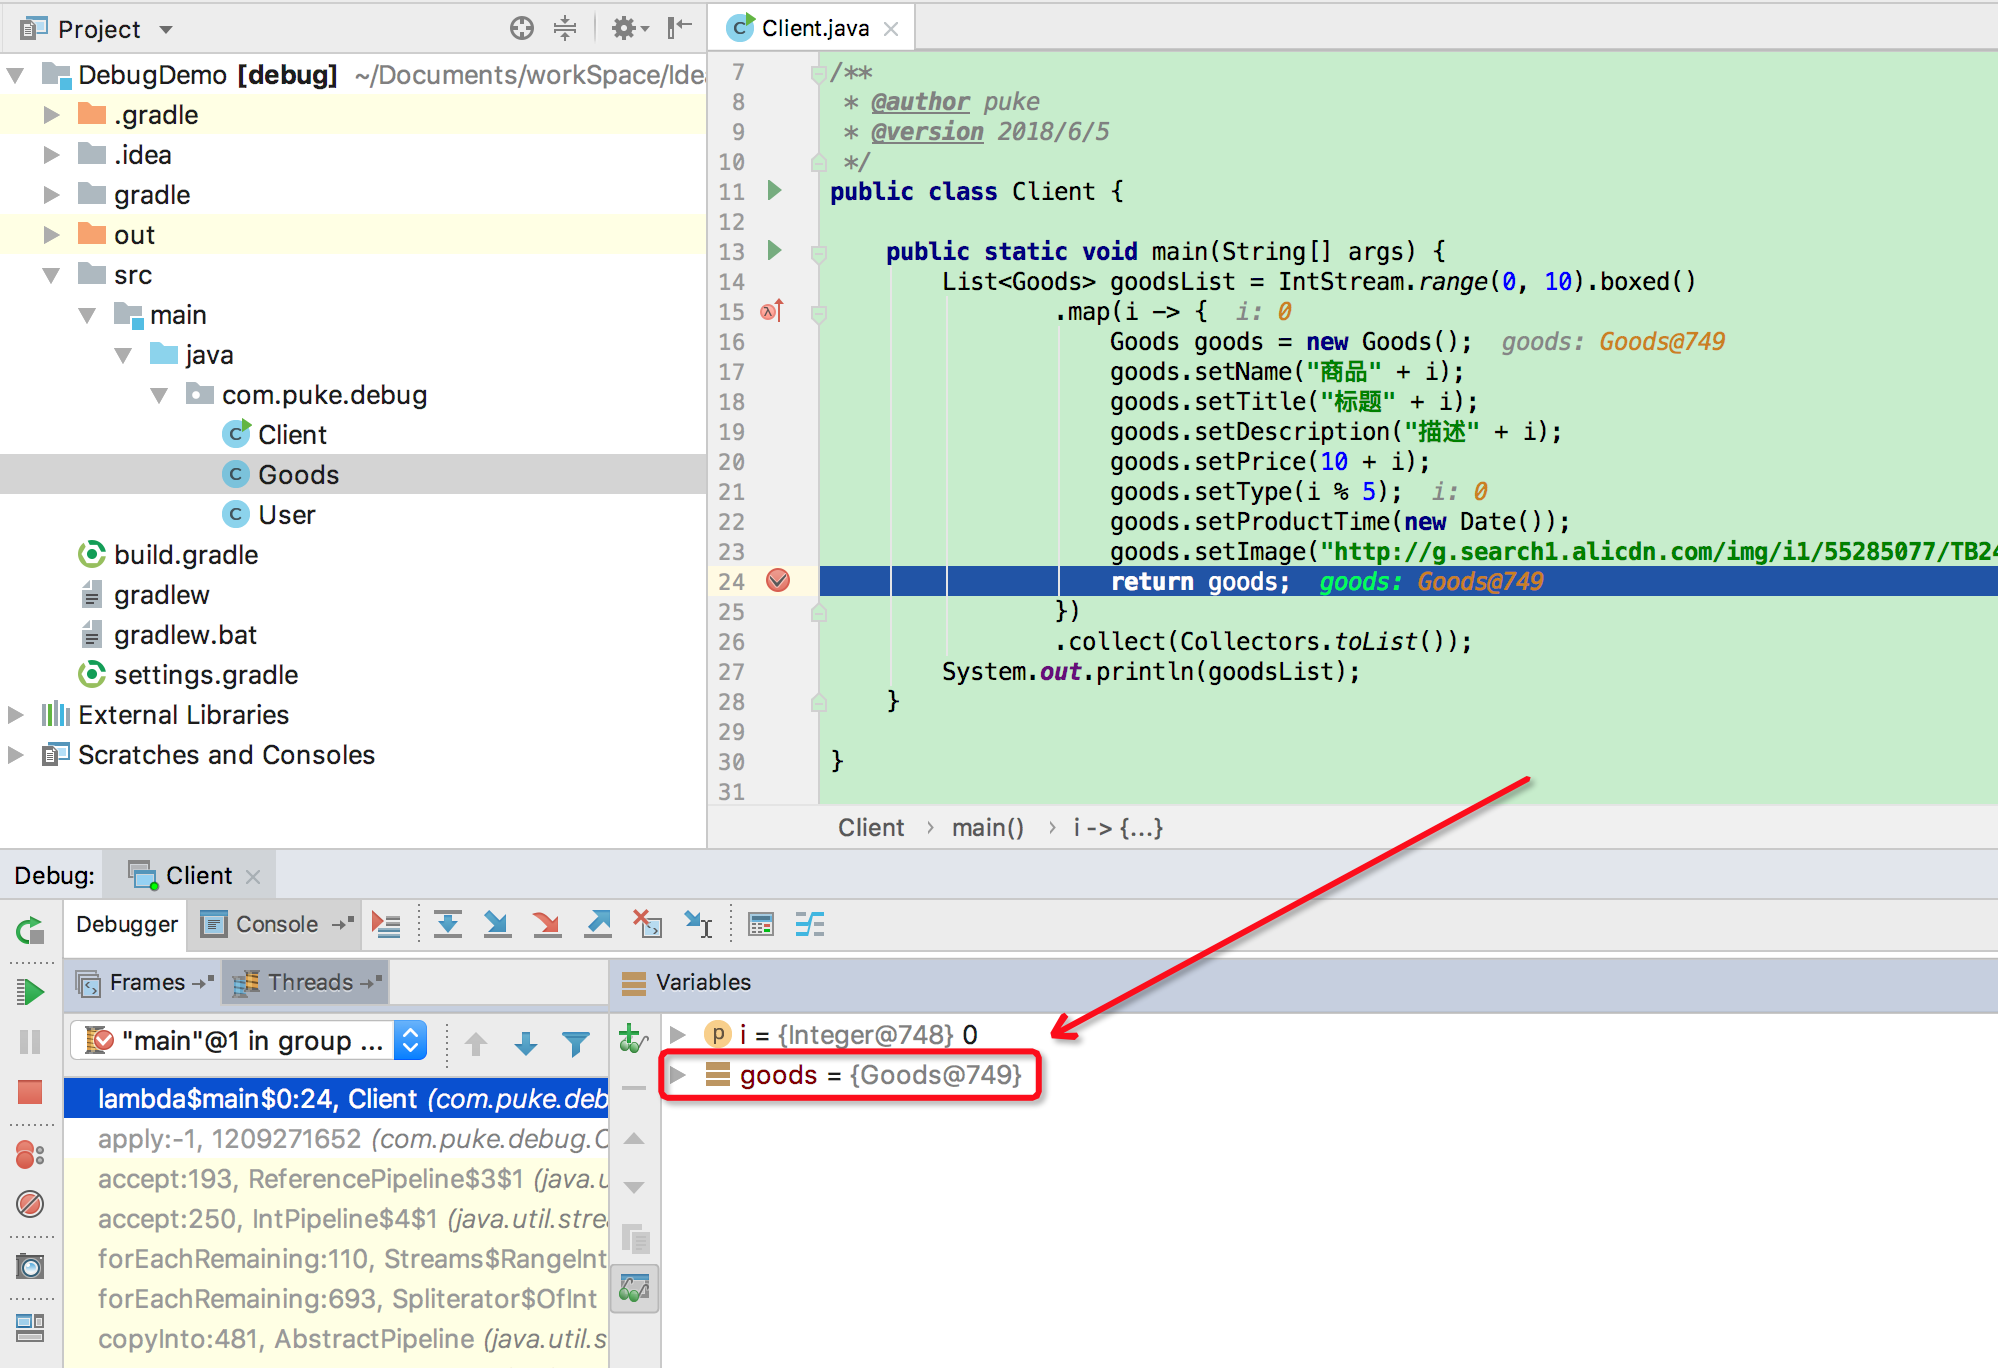 Project
Client.java
DebugDemo [debug] ~/Documents/workSpace/Ide
.gradle
.idea
gradle
out
src
main
java
com.puke.debug
Client
Goods
User
build.gradle
gradlew
gradlew.bat
settings.gradle
External Libraries
Scratches and Consoles
7 /**
8 * @author puke
9 * @version 2018/6/5
10 */
11 public class Client {
12
13 public static void main(String[] args) {
14 List<Goods> goodsList = IntStream.range(0, 10).boxed()
15 .map(i -> { i: 0
16 Goods goods = new Goods(); goods: Goods@749
17 goods.setName("商品" + i);
18 goods.setTitle("标题" + i);
19 goods.setDescription("描述" + i);
20 goods.setPrice(10 + i);
21 goods.setType(i % 5); i: 0
22 goods.setProductTime(new Date());
23 goods.setImage("http://g.search1.alicdn.com/img/i1/55285077/TB24
24 return goods; goods: Goods@749
25 })
26 .collect(Collectors.toList());
27 System.out.println(goodsList);
28 }
29
30 }
31
Client › main() › i -> {...}
Debug: Client
Debugger Console
Frames Threads Variables
"main"@1 in group ...
lambda$main$0:24, Client (com.puke.deb
apply:-1, 1209271652 (com.puke.debug.C
accept:193, ReferencePipeline$3$1 (java.u
accept:250, IntPipeline$4$1 (java.util.stre
forEachRemaining:110, Streams$RangeInt
forEachRemaining:693, Spliterator$OfInt
copyInto:481, AbstractPipeline (java.util.s
p i = {Integer@748} 0
goods = {Goods@749}